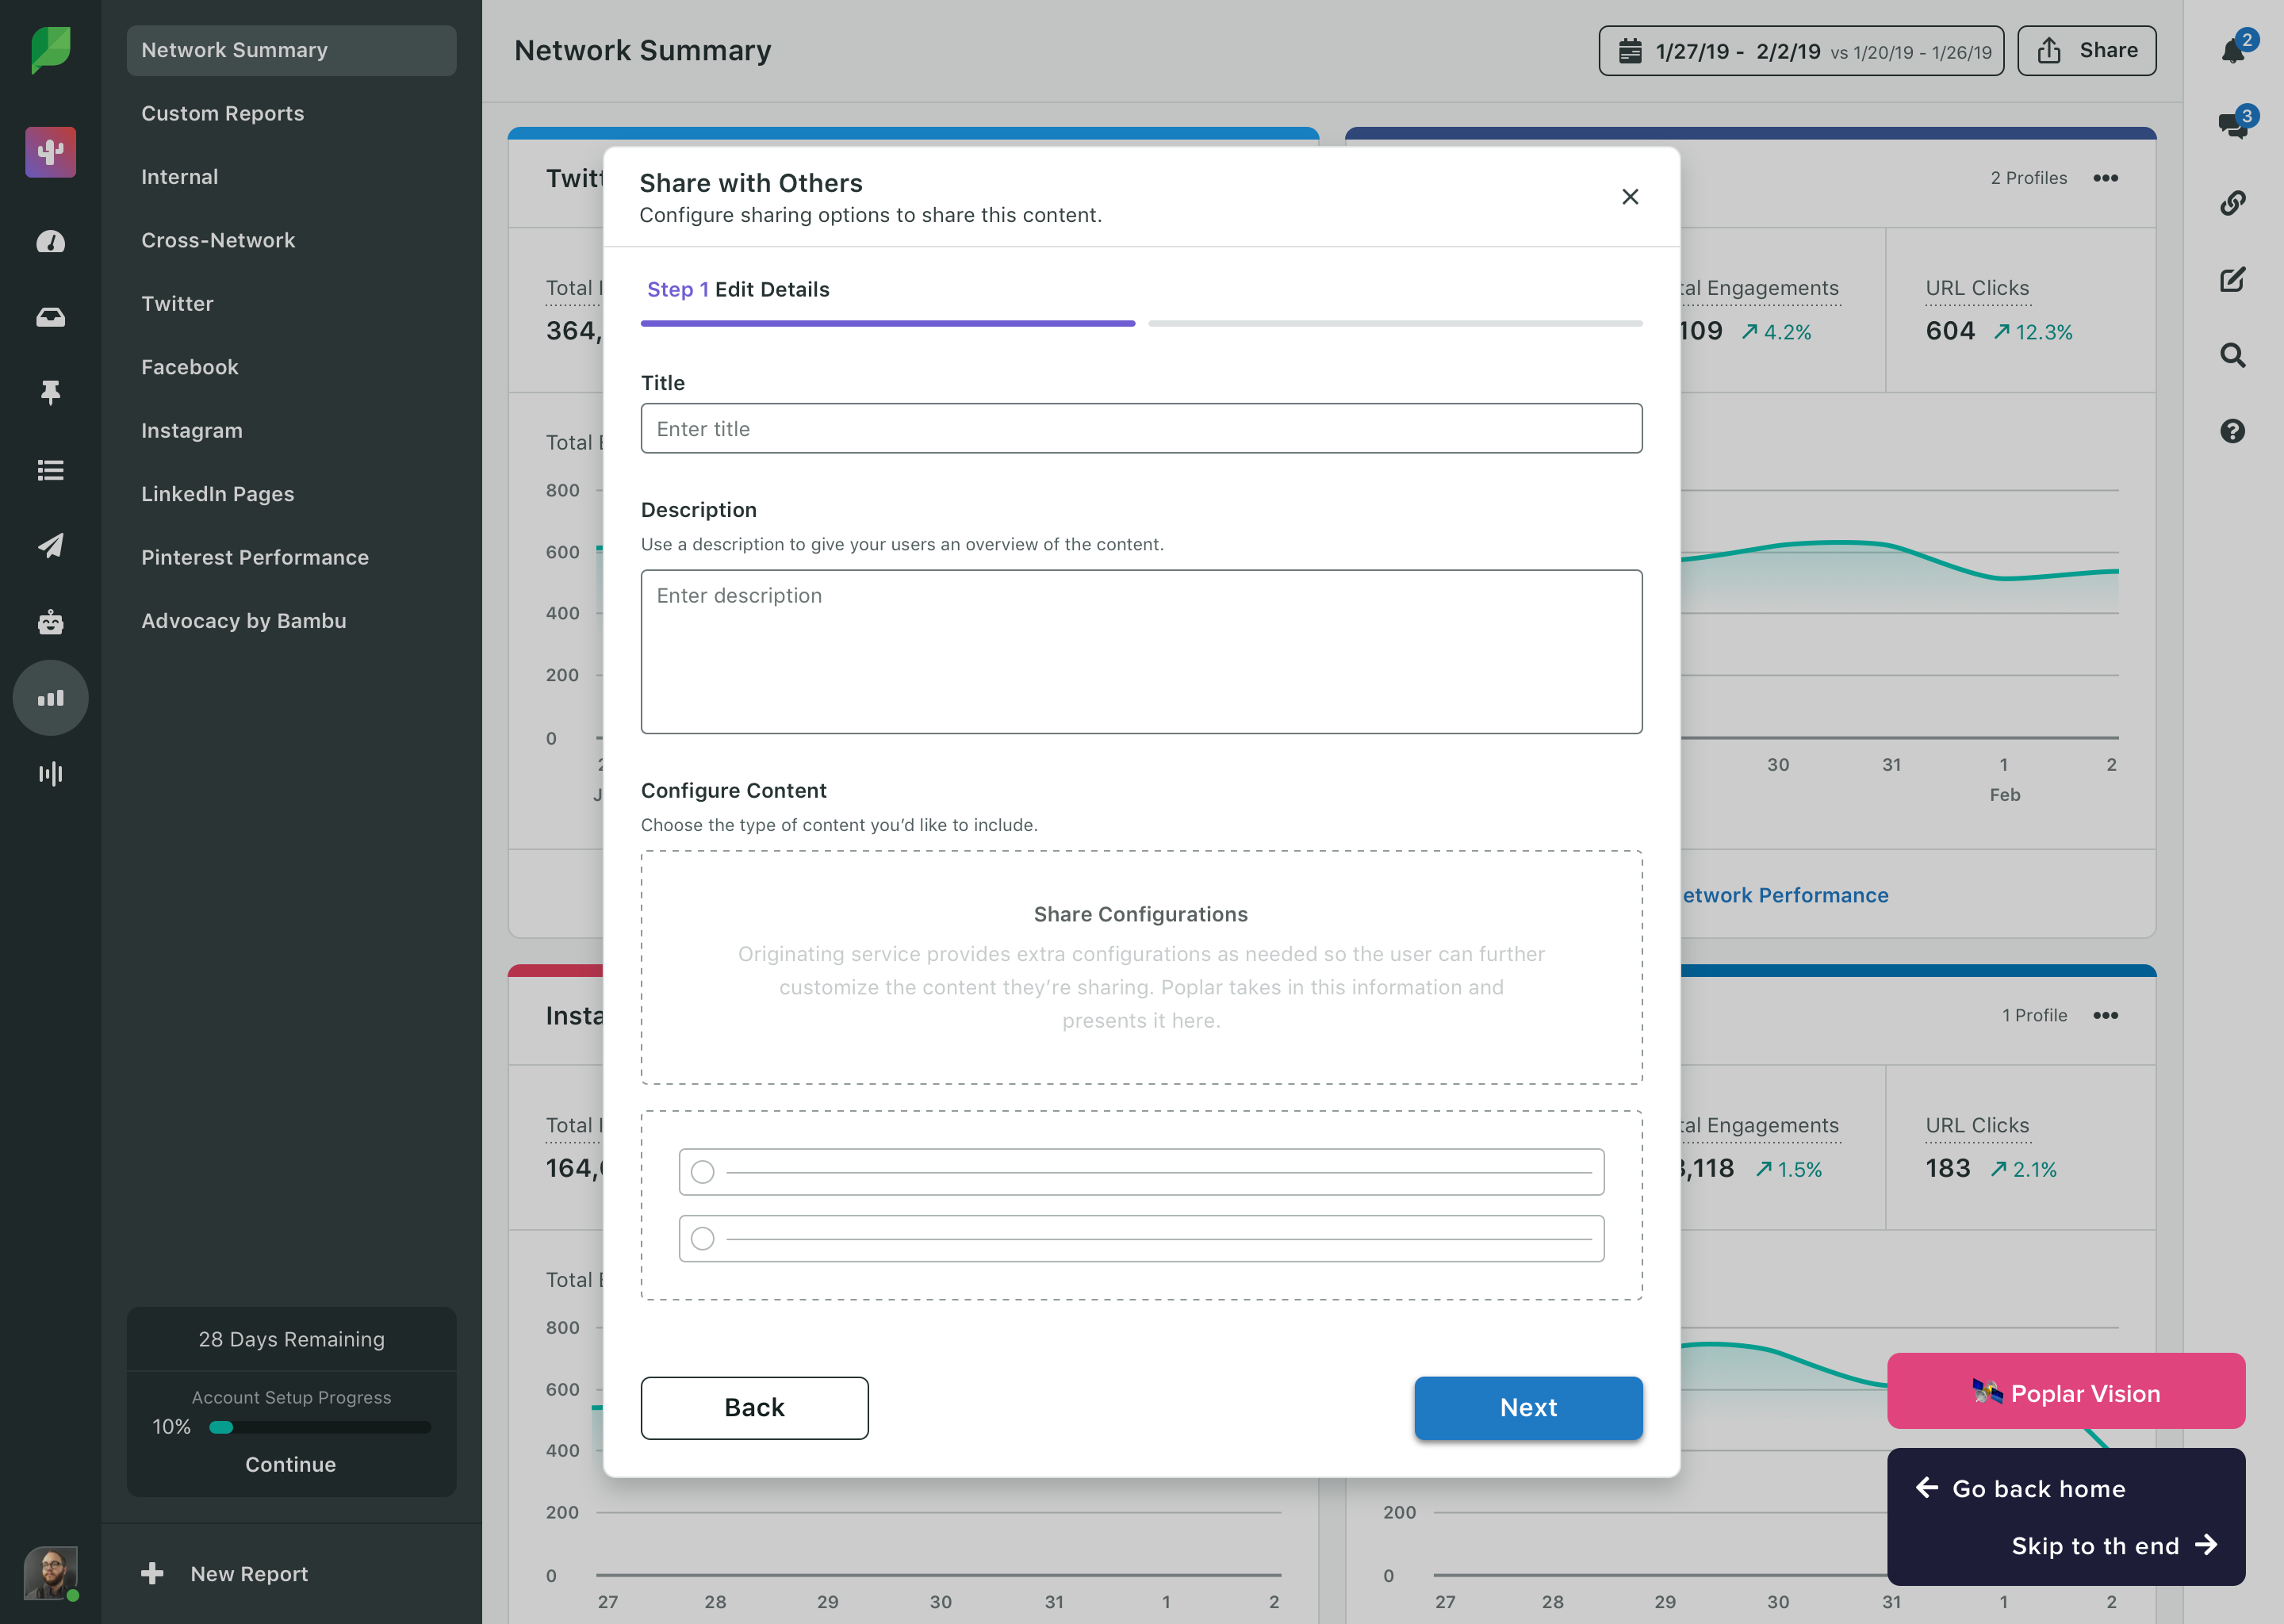 Network Summary
Custom Reports
Internal
Cross-Network
Twitter
Facebook
Instagram
LinkedIn Pages
Pinterest Performance
Advocacy by Bambu
28 Days Remaining
Account Setup Progress
10%
Continue
New Report
Network Summary
1/27/19 - 2/2/19 vs 1/20/19 - 1/26/19
Share
2
3
2 Profiles
Total
364,
Engagements
109 4.2%
URL Clicks
604 12.3%
Total
800
600
400
200
0
30 31 1 2
Feb
etwork Performance
Share with Others
Configure sharing options to share this content.
Step 1 Edit Details
Title
Enter title
Description
Use a description to give your users an overview of the content.
Enter description
Configure Content
Choose the type of content you’d like to include.
Share Configurations
Originating service provides extra configurations as needed so the user can further
customize the content they’re sharing. Poplar takes in this information and
presents it here.
Back
Next
Insta
1 Profile
Total
164,
Engagements
,118 1.5%
URL Clicks
183 2.1%
Total
800
600
400
200
0
27 28 29 30 31 1 2
200
0
27 28 29 30 31 1 2
Poplar Vision
Go back home
Skip to th end